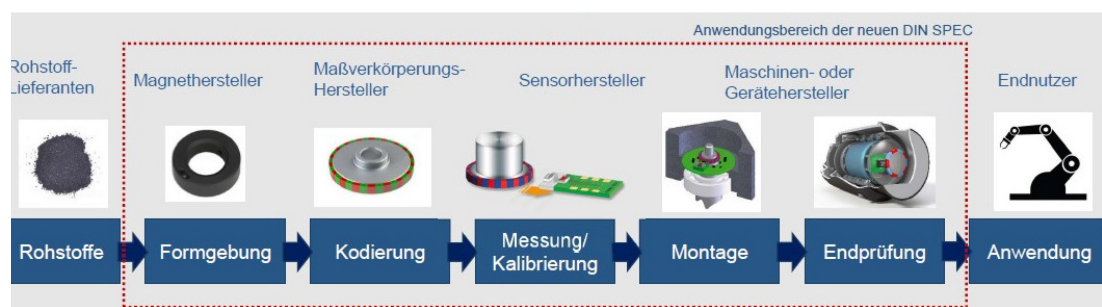 Anwendungsbereich der neuen DIN SPEC
Rohstoff-
Lieferanten
Magnethersteller
Maßverkörperungs-
Hersteller
Sensorhersteller
Maschinen- oder
Gerätehersteller
Endnutzer
Rohstoffe
Formgebung
Kodierung
Messung/
Kalibrierung
Montage
Endprüfung
Anwendung